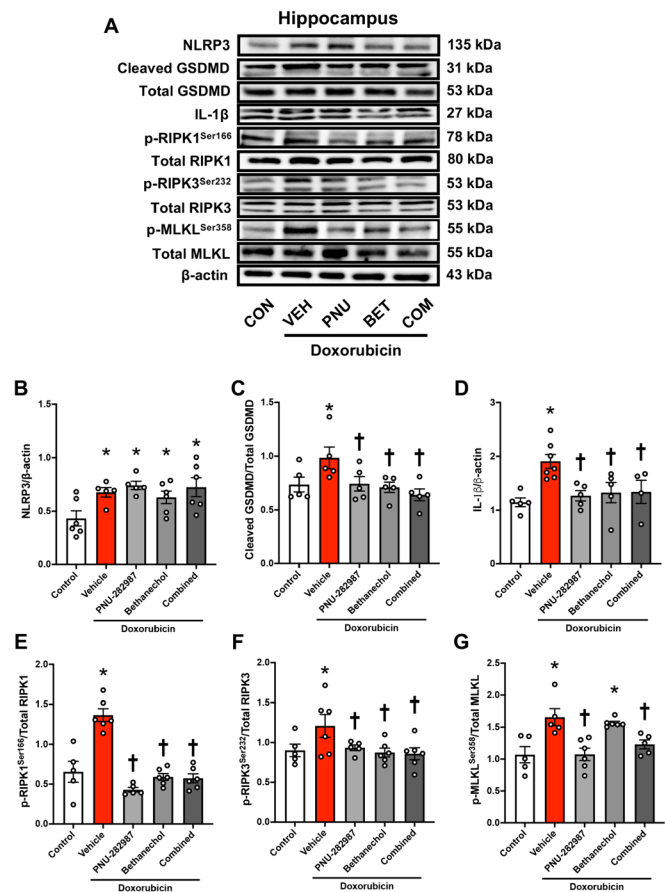 Hippocampus
A
NLRP3 135 kDa
Cleaved GSDMD 31 kDa
Total GSDMD 53 kDa
IL-1β 27 kDa
p-RIPK1Ser166 78 kDa
Total RIPK1 80 kDa
p-RIPK3Ser232 53 kDa
Total RIPK3 53 kDa
p-MLKLSer358 55 kDa
Total MLKL 55 kDa
β-actin 43 kDa
CON VEH PNU BET COM
Doxorubicin
B
NLRP3/β-actin
1.5
1.0
0.5
0.0
* * * *
Control Vehicle PNU-282987 Bethanechol Combined
Doxorubicin
C
Cleaved GSDMD/Total GSDMD
1.5
1.0
0.5
0.0
* † † †
Control Vehicle PNU-282987 Bethanechol Combined
Doxorubicin
D
IL-1β/β-actin
3
2
1
0
* † † †
Control Vehicle PNU-282987 Bethanechol Combined
Doxorubicin
E
p-RIPK1Ser166/Total RIPK1
2.0
1.5
1.0
0.5
0.0
* † † †
Control Vehicle PNU-282987 Bethanechol Combined
Doxorubicin
F
p-RIPK3Ser232/Total RIPK3
2.0
1.5
1.0
0.5
0.0
* † † †
Control Vehicle PNU-282987 Bethanechol Combined
Doxorubicin
G
p-MLKLSer358/Total MLKL
2.5
2.0
1.5
1.0
0.5
0.0
* † * †
Control Vehicle PNU-282987 Bethanechol Combined
Doxorubicin